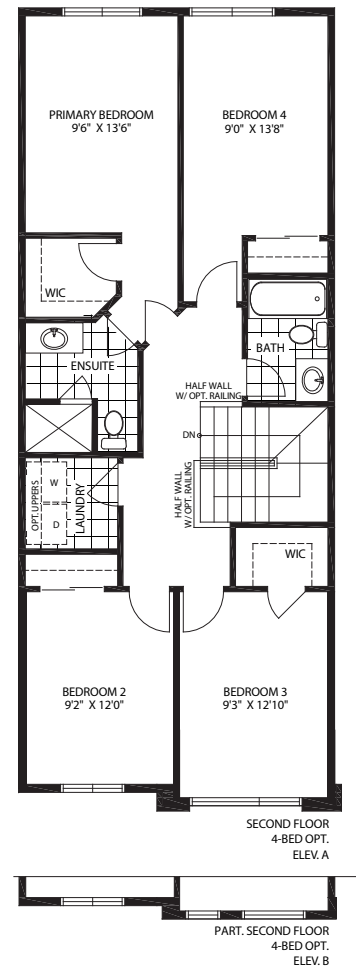 PRIMARY BEDROOM
9'6" X 13'6"
BEDROOM 4
9'0" X 13'8"
WIC
ENSUITE
BATH
HALF WALL
W/ OPT. RAILING
DN
HALF WALL
W/ OPT. RAILING
OPT. UPPERS
W
D
LAUNDRY
WIC
BEDROOM 2
9'2" X 12'0"
BEDROOM 3
9'3" X 12'10"
SECOND FLOOR
4-BED OPT.
ELEV. A
PART. SECOND FLOOR
4-BED OPT.
ELEV. B